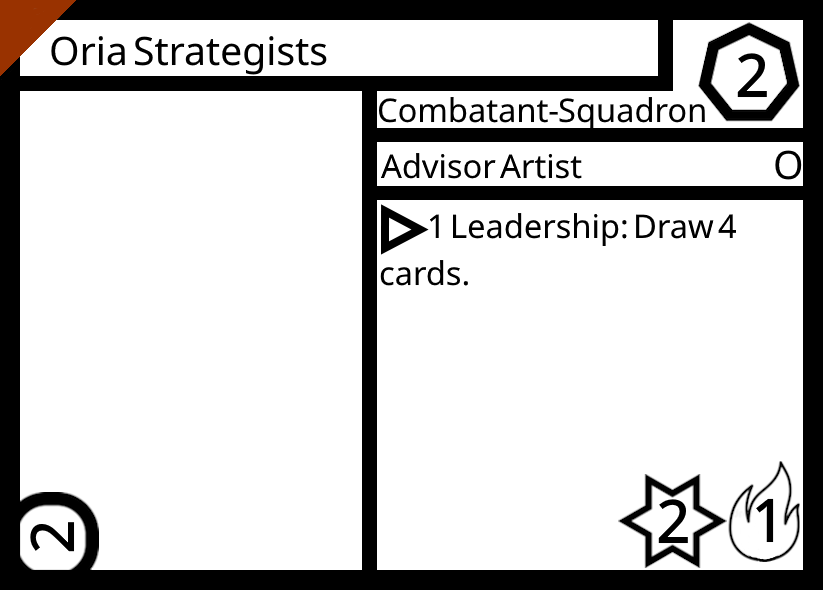 Oria Strategists
2
Combatant-Squadron
Advisor Artist
O
1 Leadership: Draw 4
cards.
2
2
1